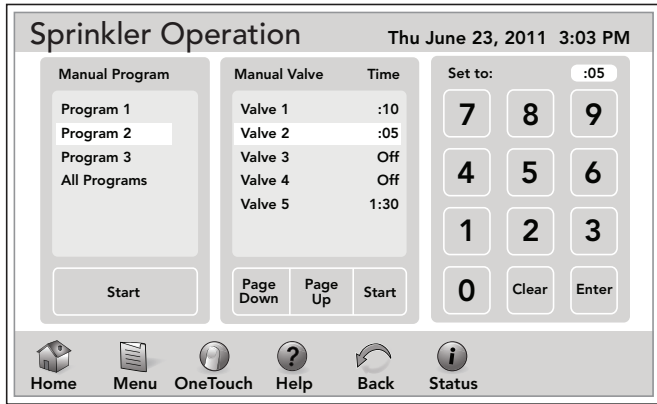 Sprinkler Operation
Thu June 23, 2011 3:03 PM
Manual Program
Program 1
Program 2
Program 3
All Programs
Start
Manual Valve Time
Valve 1 :10
Valve 2 :05
Valve 3 Off
Valve 4 Off
Valve 5 1:30
Page Down
Page Up
Start
Set to: :05
7 8 9
4 5 6
1 2 3
0 Clear Enter
?
i
Home Menu OneTouch Help Back Status